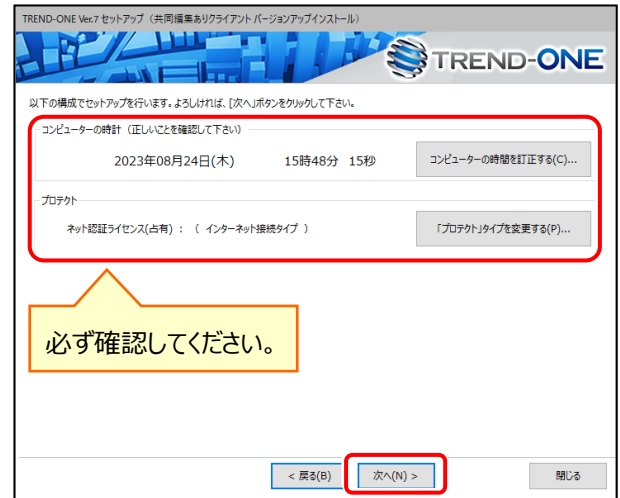 TREND-ONE Ver.7 セットアップ（共同編集ありクライアント バージョンアップインストール）
TREND-ONE
以下の構成でセットアップを行います。よろしければ、[次へ]ボタンをクリックして下さい。
コンピューターの時計（正しいことを確認して下さい）
2023年08月24日(木) 15時48分 15秒 コンピューターの時間を訂正する(C)...
プロテクト
ネット認証ライセンス(占有) : ( インターネット接続タイプ ) 「プロテクト」タイプを変更する(P)...
必ず確認してください。
< 戻る(B) 次へ(N) > 閉じる